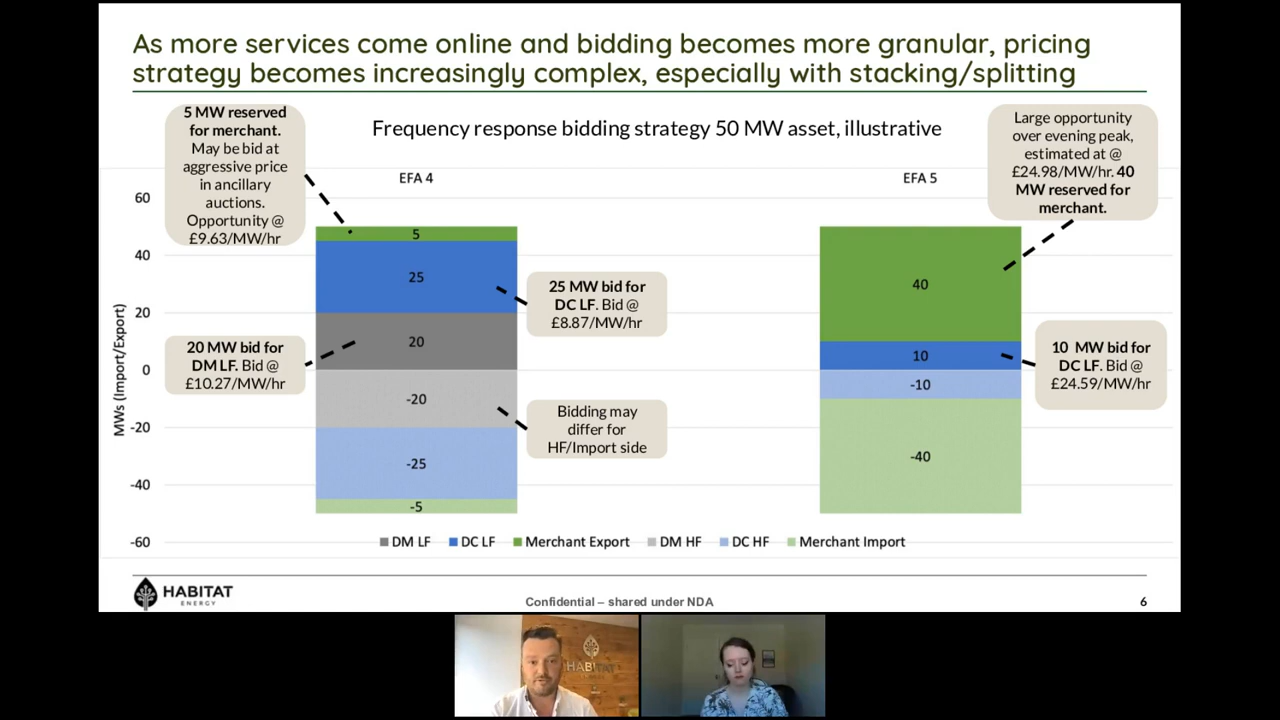 As more services come online and bidding becomes more granular, pricing
strategy becomes increasingly complex, especially with stacking/splitting
5 MW reserved
for merchant.
May be bid at
aggressive price
in ancillary
auctions.
Opportunity @
£9.63/MW/hr
Frequency response bidding strategy 50 MW asset, illustrative
Large opportunity
over evening peak,
estimated at @
£24.98/MW/hr. 40
MW reserved for
merchant.
EFA 4
EFA 5
MWs (Import/Export)
60
40
20
0
-20
-40
-60
5
25
20
-20
-25
-5
25 MW bid for
DC LF. Bid @
£8.87/MW/hr
20 MW bid for
DM LF. Bid @
£10.27/MW/hr
Bidding may
differ for
HF/Import side
40
10
-10
-40
10 MW bid for
DC LF. Bid @
£24.59/MW/hr
DM LF DC LF Merchant Export DM HF DC HF Merchant Import
HABITAT
ENERGY
Confidential – shared under NDA
6
HABITAT